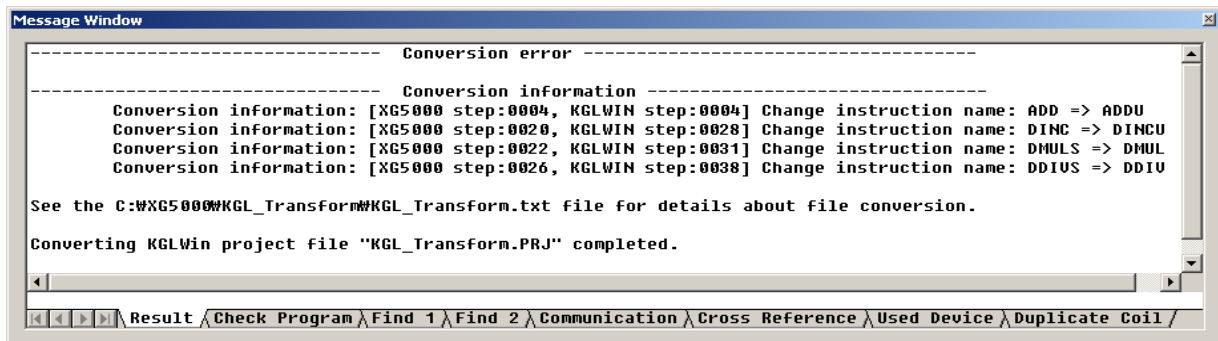 Message Window
--------------------------------- Conversion error -------------------------------------
--------------------------------- Conversion information --------------------------------
Conversion information: [XG5000 step:0004, KGLWIN step:0004] Change instruction name: ADD => ADDU
Conversion information: [XG5000 step:0020, KGLWIN step:0028] Change instruction name: DINC => DINCU
Conversion information: [XG5000 step:0022, KGLWIN step:0031] Change instruction name: DMULS => DMUL
Conversion information: [XG5000 step:0026, KGLWIN step:0038] Change instruction name: DDIVS => DDIV
See the C:₩XG5000₩KGL_Transform₩KGL_Transform.txt file for details about file conversion.
Converting KGLWin project file "KGL_Transform.PRJ" completed.
Result Check Program Find 1 Find 2 Communication Cross Reference Used Device Duplicate Coil